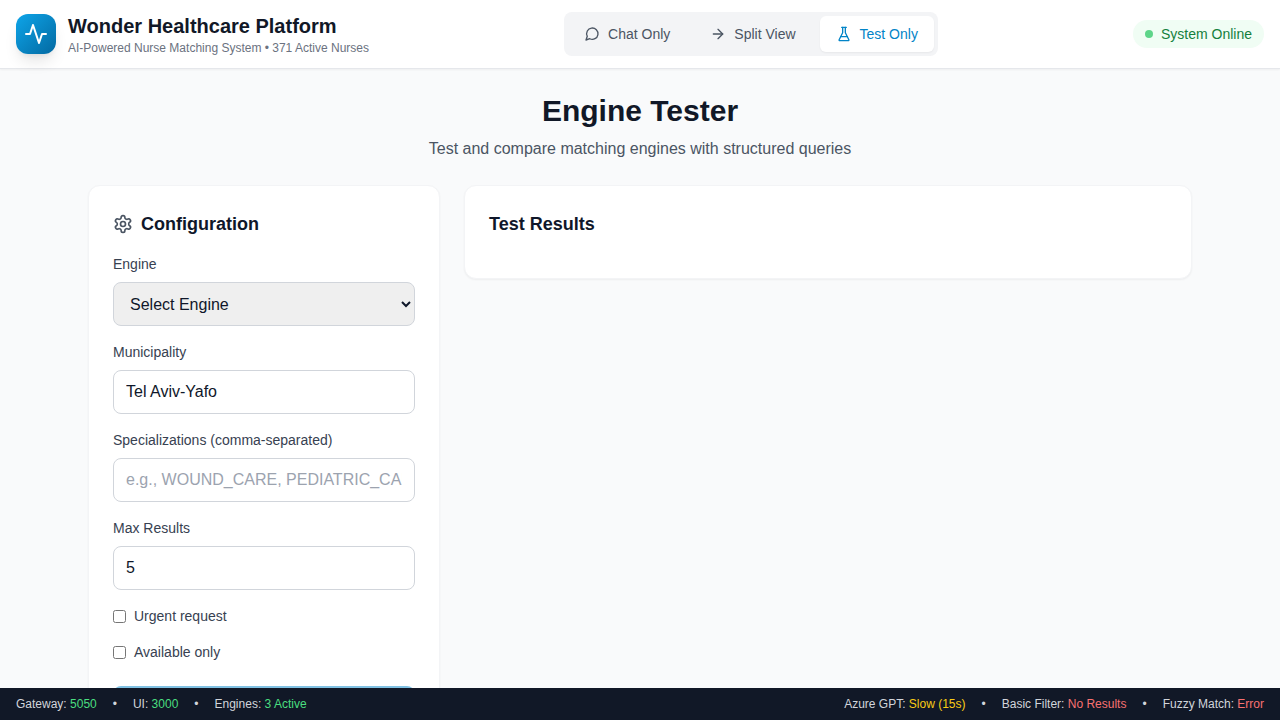 Wonder Healthcare Platform
AI-Powered Nurse Matching System • 371 Active Nurses
Chat Only
Split View
Test Only
System Online
Engine Tester
Test and compare matching engines with structured queries
Configuration
Engine
Select Engine
Municipality
Tel Aviv-Yafo
Specializations (comma-separated)
e.g., WOUND_CARE, PEDIATRIC_CA
Max Results
5
Urgent request
Available only
Test Results
Gateway: 5050 • UI: 3000 • Engines: 3 Active
Azure GPT: Slow (15s) • Basic Filter: No Results • Fuzzy Match: Error